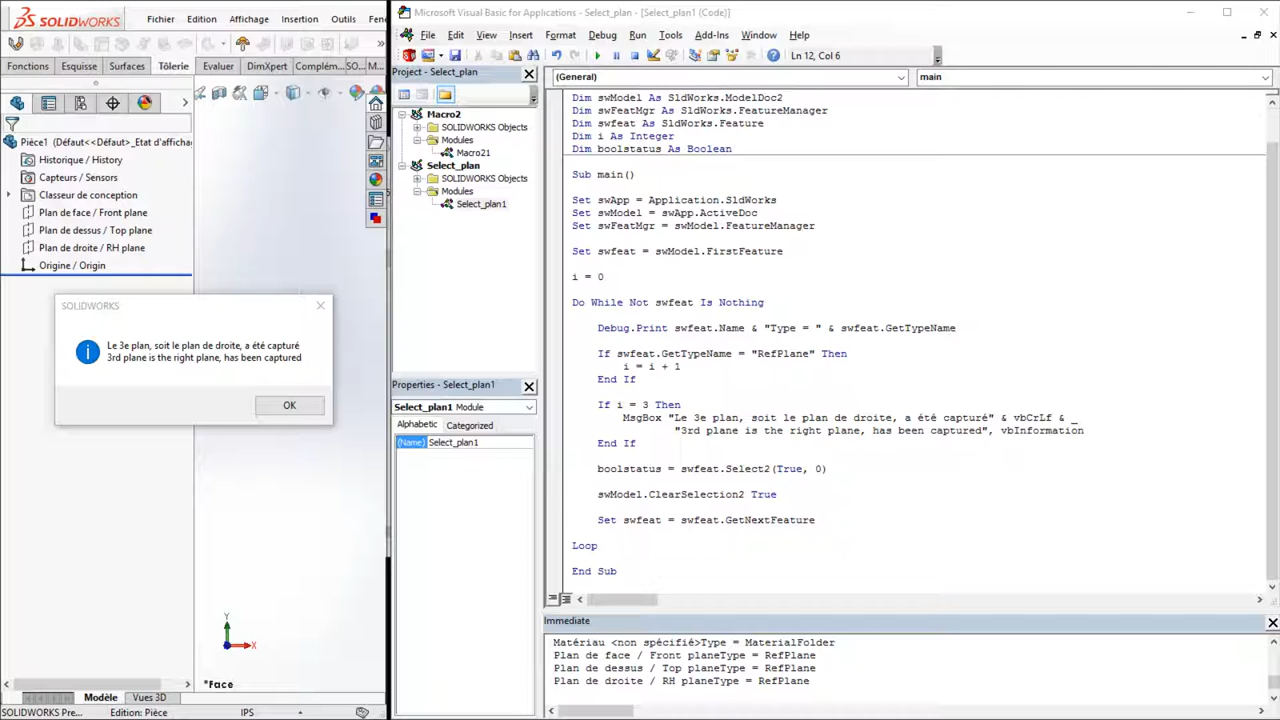 SOLIDWORKS
Fichier Edition Affichage Insertion Outils Fene
Fonctions Esquisse Surfaces Tôlerie Evaluer DimXpert Complém... SO... M...
Pièce1 (Défaut<<Défaut>_Etat d'afficha
Historique / History
Capteurs / Sensors
Classeur de conception
Plan de face / Front plane
Plan de dessus / Top plane
Plan de droite / RH plane
Origine / Origin
SOLIDWORKS
Le 3e plan, soit le plan de droite, a été capturé
3rd plane is the right plane, has been captured
OK
Y
X
*Face
Modèle Vues 3D
SOLIDWORKS Pre... Edition: Pièce IPS
Microsoft Visual Basic for Applications - Select_plan - [Select_plan1 (Code)]
File Edit View Insert Format Debug Run Tools Add-Ins Window Help
Ln 12, Col 6
Project - Select_plan
Macro2
SOLIDWORKS Objects
Modules
Macro21
Select_plan
SOLIDWORKS Objects
Modules
Select_plan1
Properties - Select_plan1
Select_plan1 Module
Alphabetic Categorized
(Name) Select_plan1
(General) main
Dim swModel As SldWorks.ModelDoc2
Dim swFeatMgr As SldWorks.FeatureManager
Dim swfeat As SldWorks.Feature
Dim i As Integer
Dim boolstatus As Boolean
Sub main()
Set swApp = Application.SldWorks
Set swModel = swApp.ActiveDoc
Set swFeatMgr = swModel.FeatureManager
Set swfeat = swModel.FirstFeature
i = 0
Do While Not swfeat Is Nothing
Debug.Print swfeat.Name & "Type = " & swfeat.GetTypeName
If swfeat.GetTypeName = "RefPlane" Then
i = i + 1
End If
If i = 3 Then
MsgBox "Le 3e plan, soit le plan de droite, a été capturé" & vbCrLf & _
"3rd plane is the right plane, has been captured", vbInformation
End If
boolstatus = swfeat.Select2(True, 0)
swModel.ClearSelection2 True
Set swfeat = swfeat.GetNextFeature
Loop
End Sub
Immediate
Matériau <non spécifié>Type = MaterialFolder
Plan de face / Front planeType = RefPlane
Plan de dessus / Top planeType = RefPlane
Plan de droite / RH planeType = RefPlane